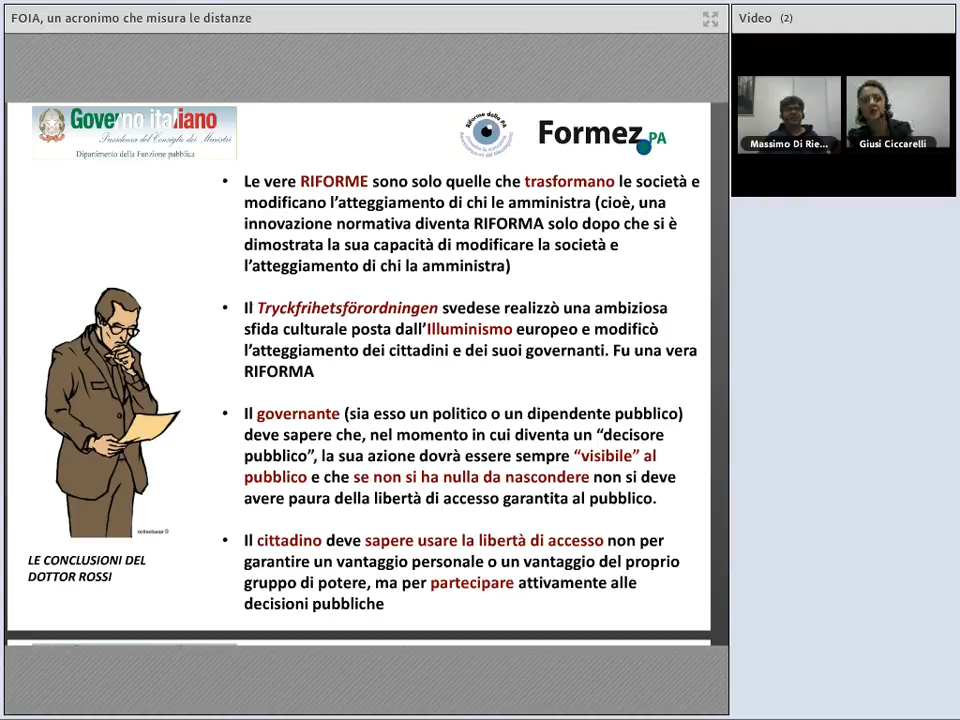 FOIA, un acronimo che misura le distanze
Video (2)
Massimo Di Rie...
Giusi Ciccarelli
Governo italiano
Presidenza del Consiglio dei Ministri
Dipartimento della Funzione pubblica
Riforme della PA
Formez PA
• Le vere RIFORME sono solo quelle che trasformano le società e
modificano l’atteggiamento di chi le amministra (cioè, una
innovazione normativa diventa RIFORMA solo dopo che si è
dimostrata la sua capacità di modificare la società e
l’atteggiamento di chi la amministra)
• Il Tryckfrihetsförordningen svedese realizzò una ambiziosa
sfida culturale posta dall’Illuminismo europeo e modificò
l’atteggiamento dei cittadini e dei suoi governanti. Fu una vera
RIFORMA
• Il governante (sia esso un politico o un dipendente pubblico)
deve sapere che, nel momento in cui diventa un “decisore
pubblico”, la sua azione dovrà essere sempre “visibile” al
pubblico e che se non si ha nulla da nascondere non si deve
avere paura della libertà di accesso garantita al pubblico.
• Il cittadino deve sapere usare la libertà di accesso non per
garantire un vantaggio personale o un vantaggio del proprio
gruppo di potere, ma per partecipare attivamente alle
decisioni pubbliche
LE CONCLUSIONI DEL
DOTTOR ROSSI